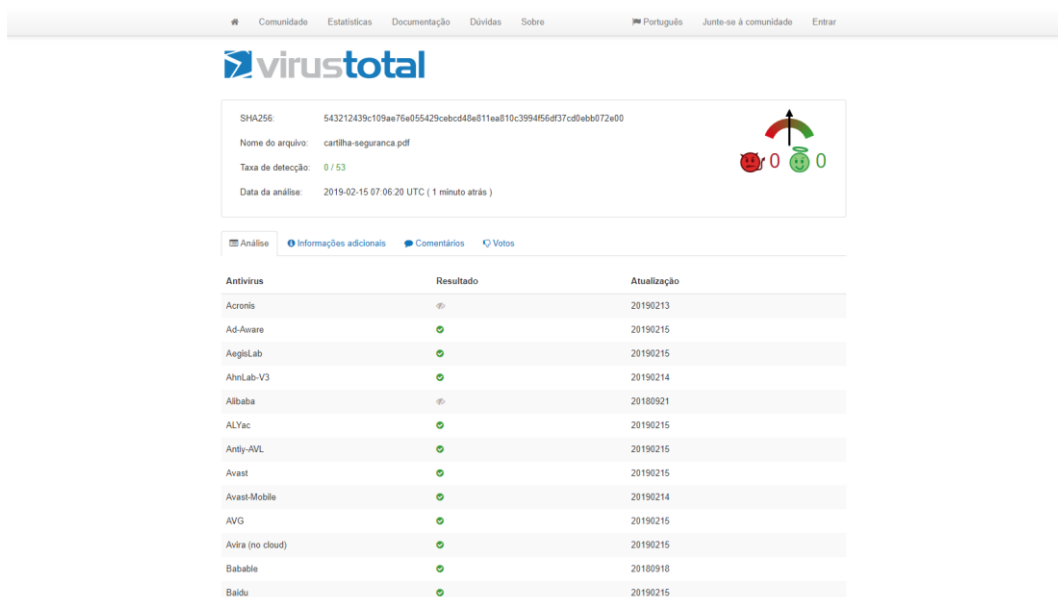 Comunidade Estatísticas Documentação Dúvidas Sobre Português Junte-se à comunidade Entrar
virustotal
SHA256: 543212439c109ae76e055429cebcd48e811ea810c3994f56df37cd0ebb072e00
Nome do arquivo: cartilha-seguranca.pdf
Taxa de detecção: 0 / 53
0 0
Data da análise: 2019-02-15 07:06:20 UTC ( 1 minuto atrás )
Análise Informações adicionais Comentários Votos
Antivirus Resultado Atualização
Acronis 20190213
Ad-Aware 20190215
AegisLab 20190215
AhnLab-V3 20190214
Alibaba 20180921
ALYac 20190215
Antiy-AVL 20190215
Avast 20190215
Avast-Mobile 20190214
AVG 20190215
Avira (no cloud) 20190215
Babable 20180918
Baidu 20190215